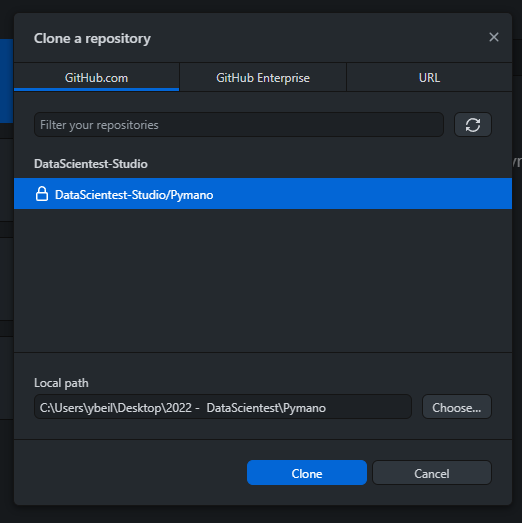 Clone a repository
GitHub.com
GitHub Enterprise
URL
Filter your repositories
DataScientest-Studio
DataScientest-Studio/Pymano
Local path
C:\Users\ybeil\Desktop\2022 -  DataScientest\Pymano
Choose...
Clone
Cancel